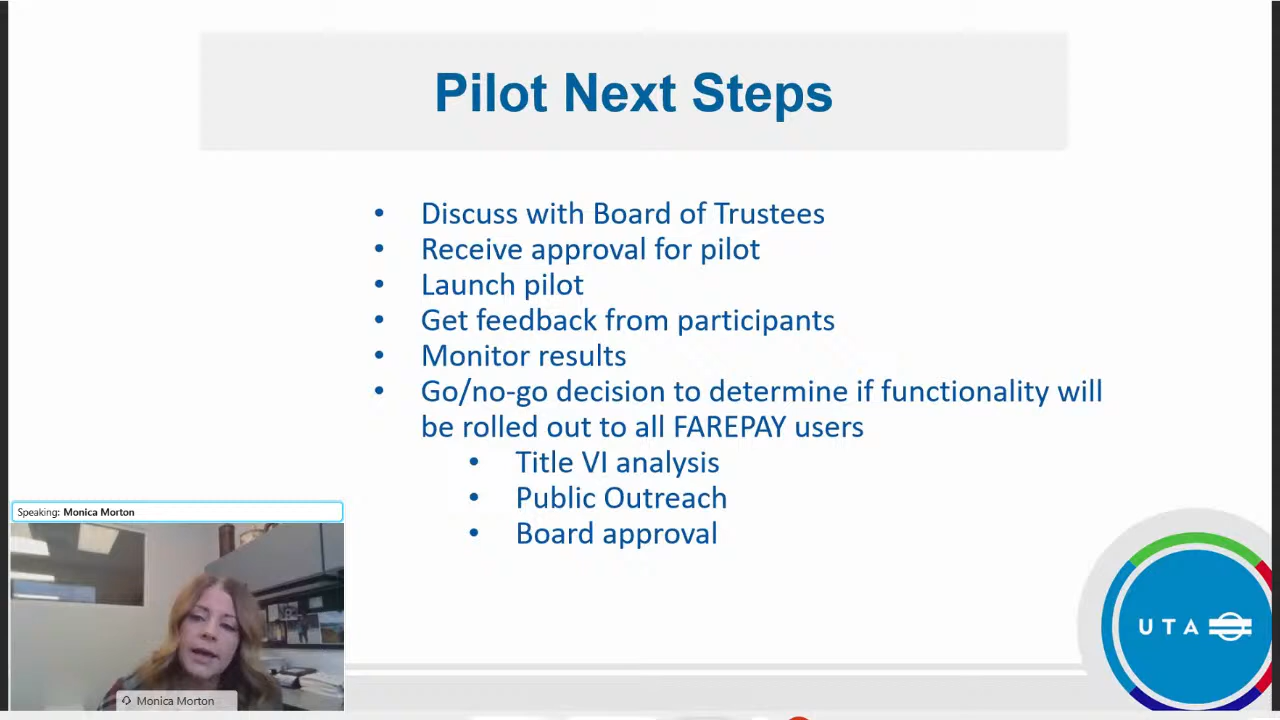 Pilot Next Steps
• Discuss with Board of Trustees
• Receive approval for pilot
• Launch pilot
• Get feedback from participants
• Monitor results
• Go/no-go decision to determine if functionality will
be rolled out to all FAREPAY users
• Title VI analysis
• Public Outreach
• Board approval
Speaking: Monica Morton
Monica Morton
UTA